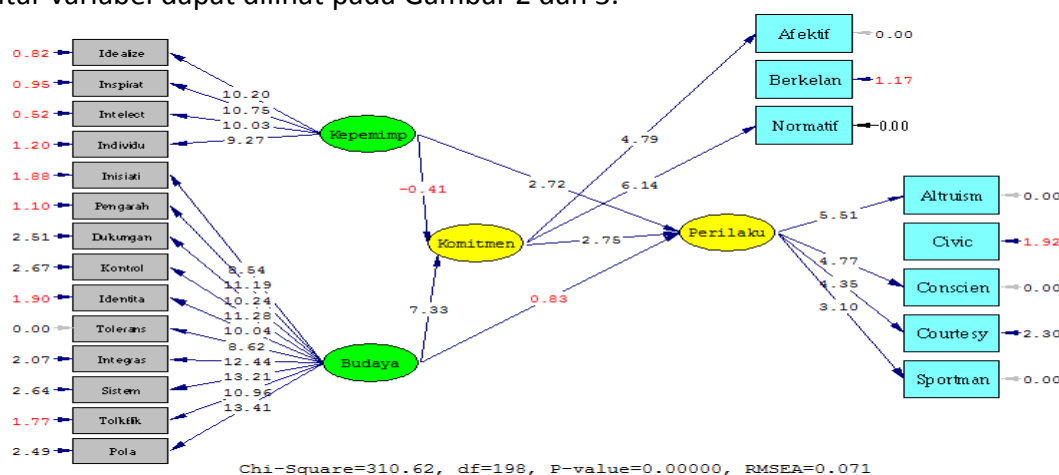 ntar variabel dapat dilihat pada Gambar 2 dan 3.
0.82 Idealize
0.95 Inspirat
0.52 Intelect
1.20 Individu
1.88 Inisiati
1.10 Pengarah
2.51 Dukungan
2.67 Kontrol
1.90 Identita
0.00 Tolerans
2.07 Integras
2.64 Sistem
1.77 Tolkflik
2.49 Pola
10.20
10.75
10.03
9.27
8.54
11.19
10.24
11.28
10.04
8.62
12.44
13.21
10.96
13.41
Kepemimp
Budaya
-0.41
7.33
Komitmen
2.72
2.75
0.83
4.79
6.14
Perilaku
5.51
4.77
4.35
3.10
Afektif 0.00
Berkelan 1.17
Normatif 0.00
Altruism 0.00
Civic 1.92
Conscien 0.00
Courtesy 2.30
Sportman 0.00
Chi-Square=310.62, df=198, P-value=0.00000, RMSEA=0.071